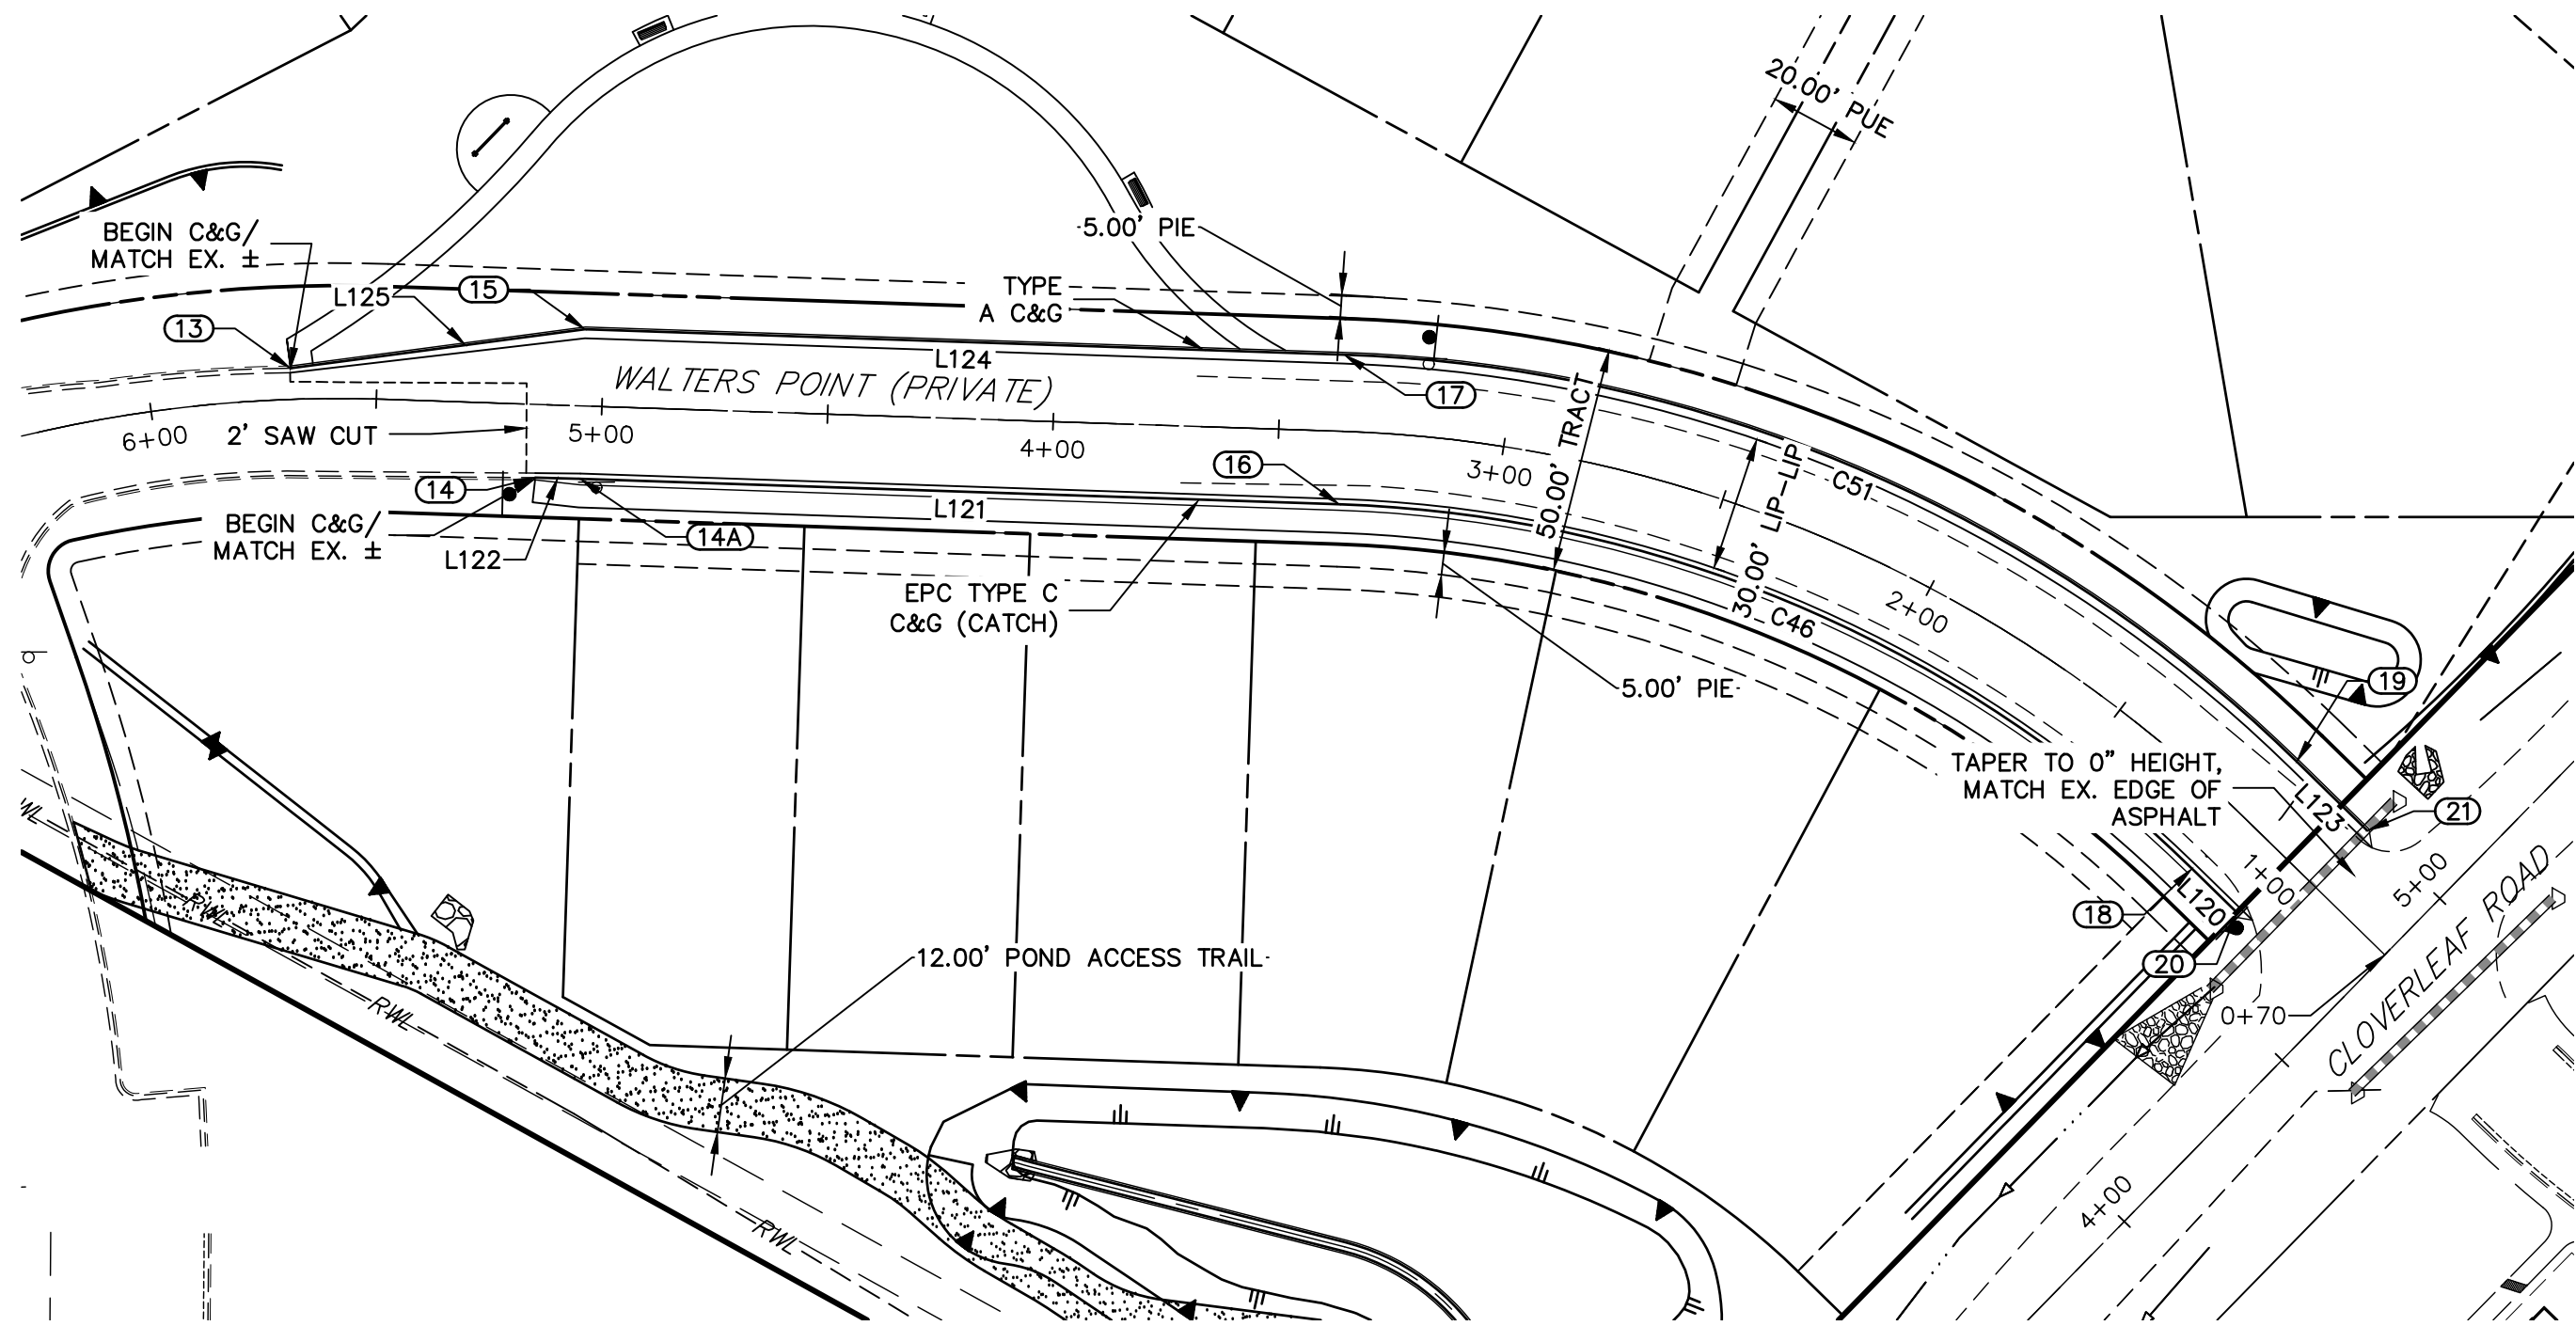 20.00' PUE
5.00' PIE
BEGIN C&G/
MATCH EX. ±
L125
15
TYPE
A C&G
13
L124
WALTERS POINT (PRIVATE)
17
50.00' TRACT
6+00
2' SAW CUT
5+00
4+00
3+00
16
30.00' LIP-LIP
C51
14
BEGIN C&G/
MATCH EX. ±
L122
14A
L121
EPC TYPE C
C&G (CATCH)
C46
2+00
5.00' PIE
19
TAPER TO 0" HEIGHT,
MATCH EX. EDGE OF
ASPHALT
L123
21
1+00
5+00
L120
18
20
0+70
CLOVERLEAF ROAD
4+00
12.00' POND ACCESS TRAIL
RWL
RWL
RWL